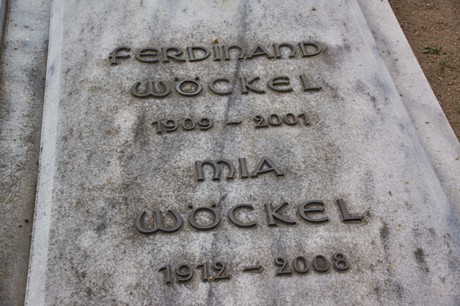 FERDINAND
WÖCKEL
1909 – 2001
MIA
WÖCKEL
1912 – 2008